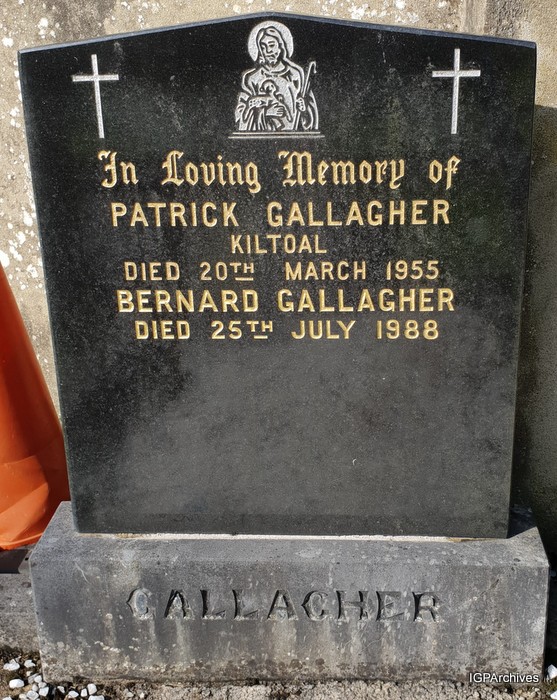 In Loving Memory of
PATRICK GALLAGHER
KILTOAL
DIED 20TH MARCH 1955
BERNARD GALLAGHER
DIED 25TH JULY 1988
GALLAGHER
IGPArchives